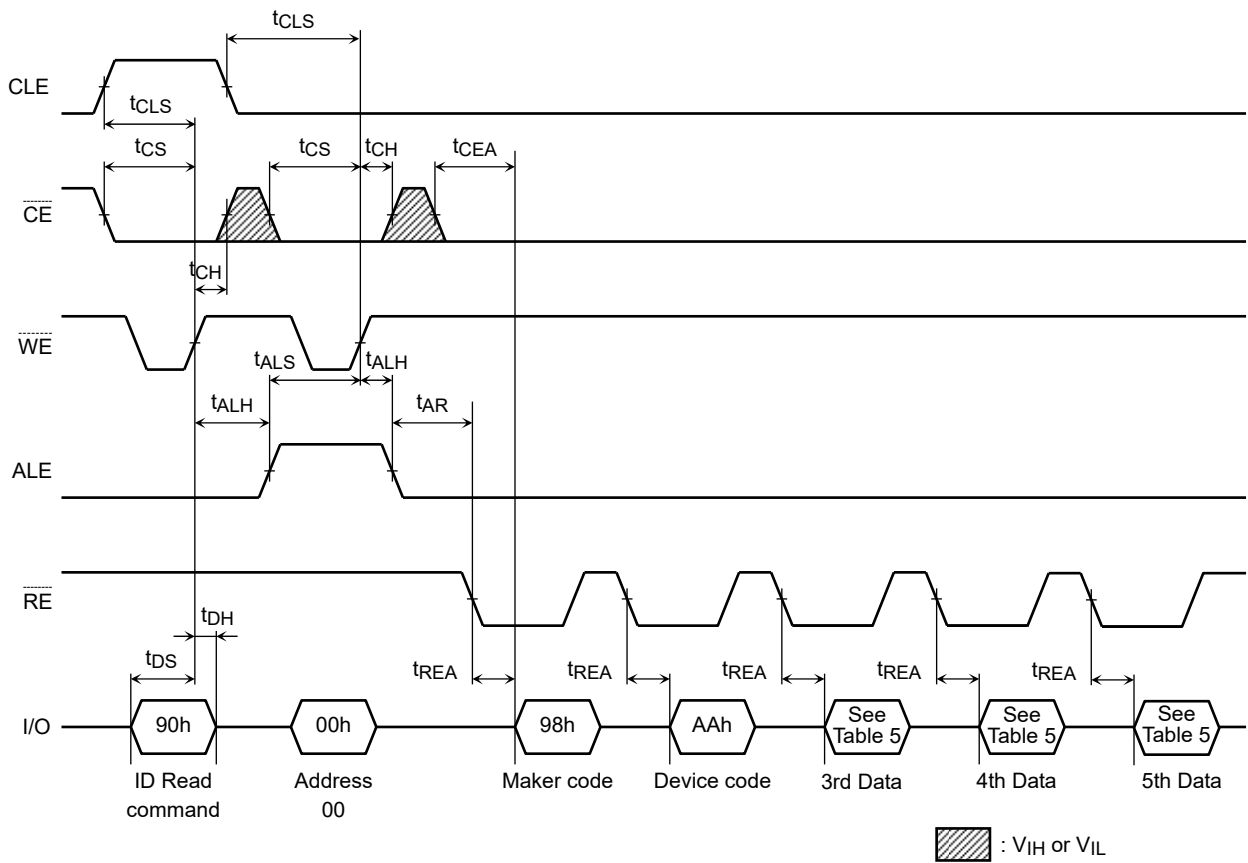 tCLS
CLE
tCLS
tCS
tCS
tCH
tCEA
CE
tCH
WE
tALS
tALH
tALH
tAR
ALE
RE
tDH
tDS
tREA
tREA
tREA
tREA
tREA
I/O
90h
00h
98h
AAh
See
Table 5
See
Table 5
See
Table 5
ID Read
command
Address
00
Maker code
Device code
3rd Data
4th Data
5th Data
: VIH or VIL